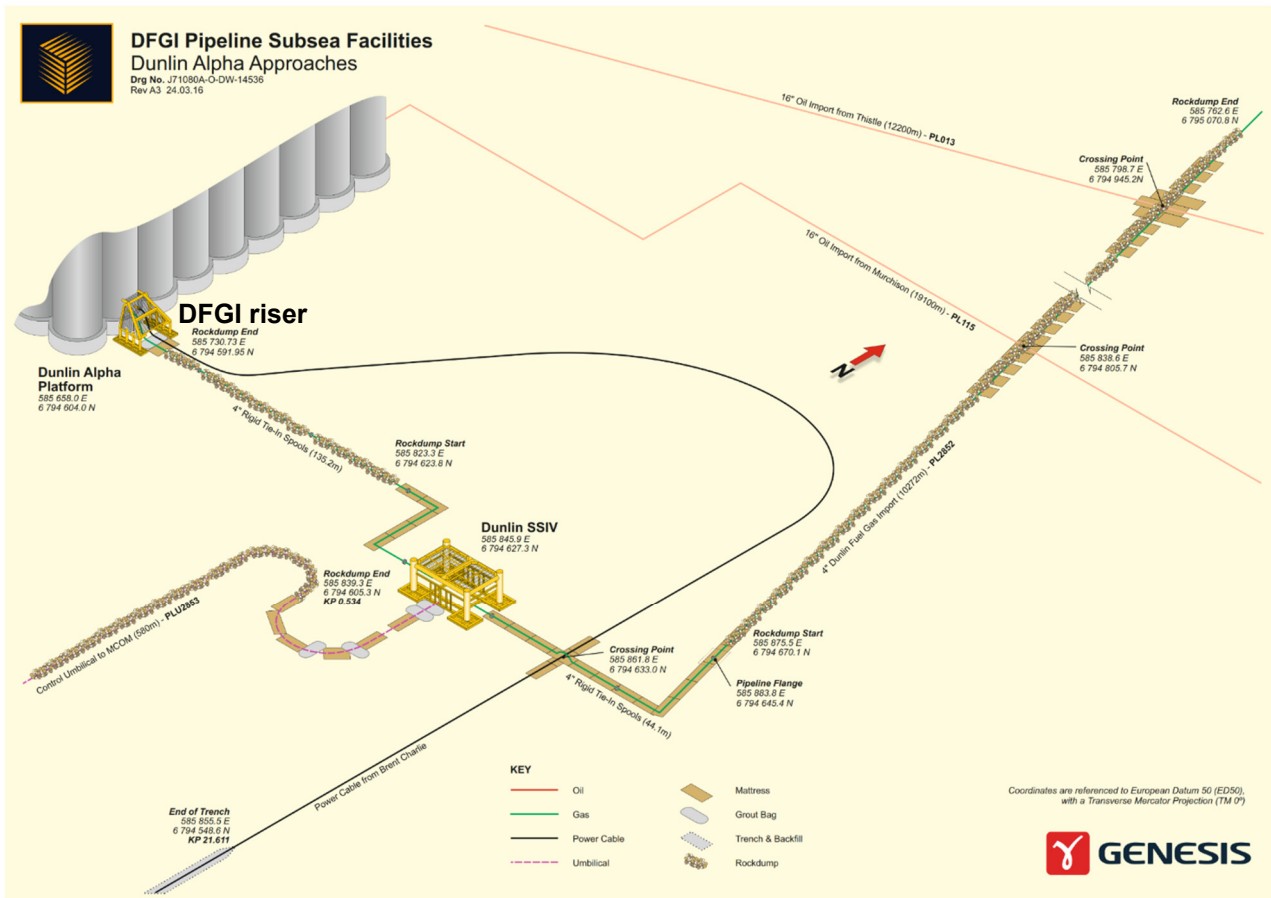 DFGI Pipeline Subsea Facilities
Dunlin Alpha Approaches
Drg No. J71080A-O-DW-14536
Rev A3 24.03.16
16" Oil Import from Thistle (12200m) - PL013
Rockdump End
585 762.6 E
6 795 070.8 N
Crossing Point
585 798.7 E
6 794 945.2N
16" Oil Import from Murchison (19100m) - PL115
DFGI riser
Rockdump End
585 730.73 E
6 794 591.95 N
Dunlin Alpha
Platform
585 658.0 E
6 794 604.0 N
N
Crossing Point
585 838.6 E
6 794 805.7 N
4" Rigid Tie-In Spools (135.2m)
Rockdump Start
585 823.3 E
6 794 623.8 N
4" Dunlin Fuel Gas Import (10272m) - PL2852
Dunlin SSIV
585 845.9 E
6 794 627.3 N
Rockdump End
585 839.3 E
6 794 605.3 N
KP 0.534
Control Umbilical to MCOM (580m) - PLU2853
Crossing Point
585 861.8 E
6 794 633.0 N
Rockdump Start
585 875.5 E
6 794 670.1 N
Pipeline Flange
585 883.8 E
6 794 645.4 N
4" Rigid Tie-In Spools (44.1m)
Power Cable from Brent Charlie
End of Trench
585 855.5 E
6 794 548.6 N
KP 21.611
KEY
Oil
Gas
Power Cable
Umbilical
Mattress
Grout Bag
Trench & Backfill
Rockdump
Coordinates are referenced to European Datum 50 (ED50),
with a Transverse Mercator Projection (TM 0º)
GENESIS